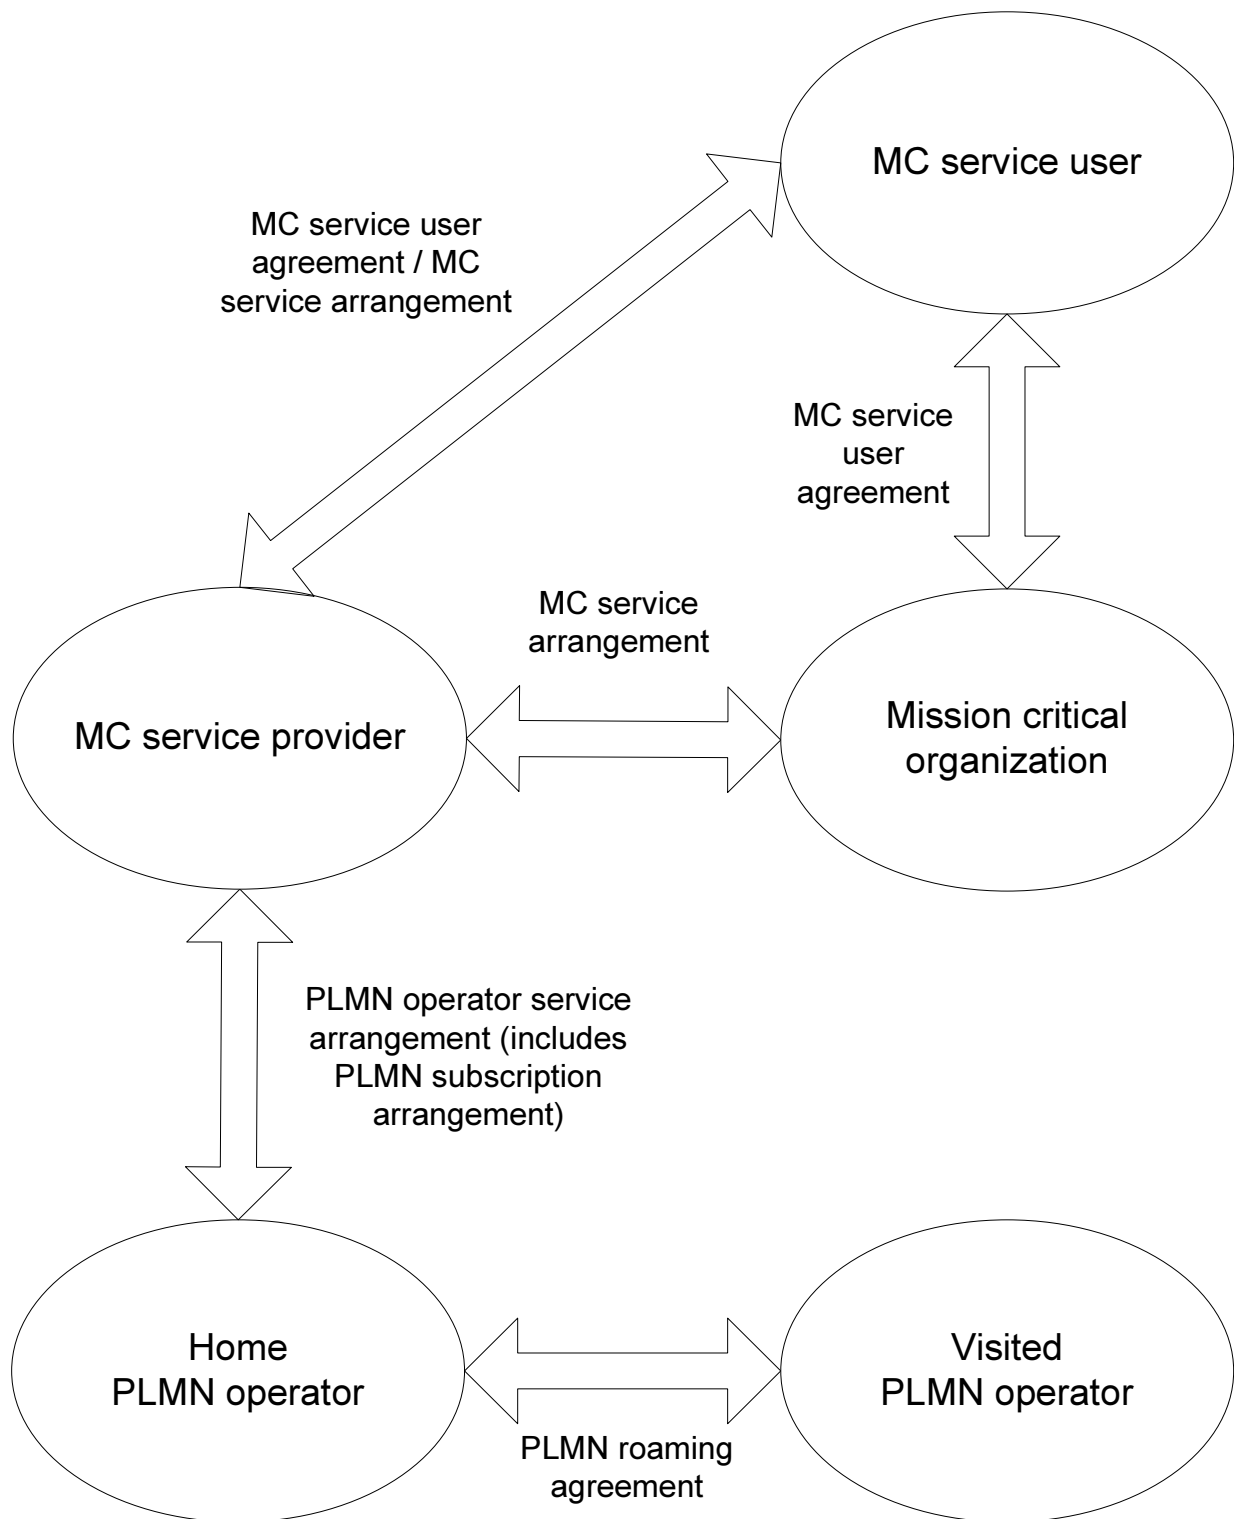 MC service user
MC service user
agreement / MC
service arrangement
MC service
user
agreement
MC service
arrangement
MC service provider
Mission critical
organization
PLMN operator service
arrangement (includes
PLMN subscription
arrangement)
Home
PLMN operator
Visited
PLMN operator
PLMN roaming
agreement